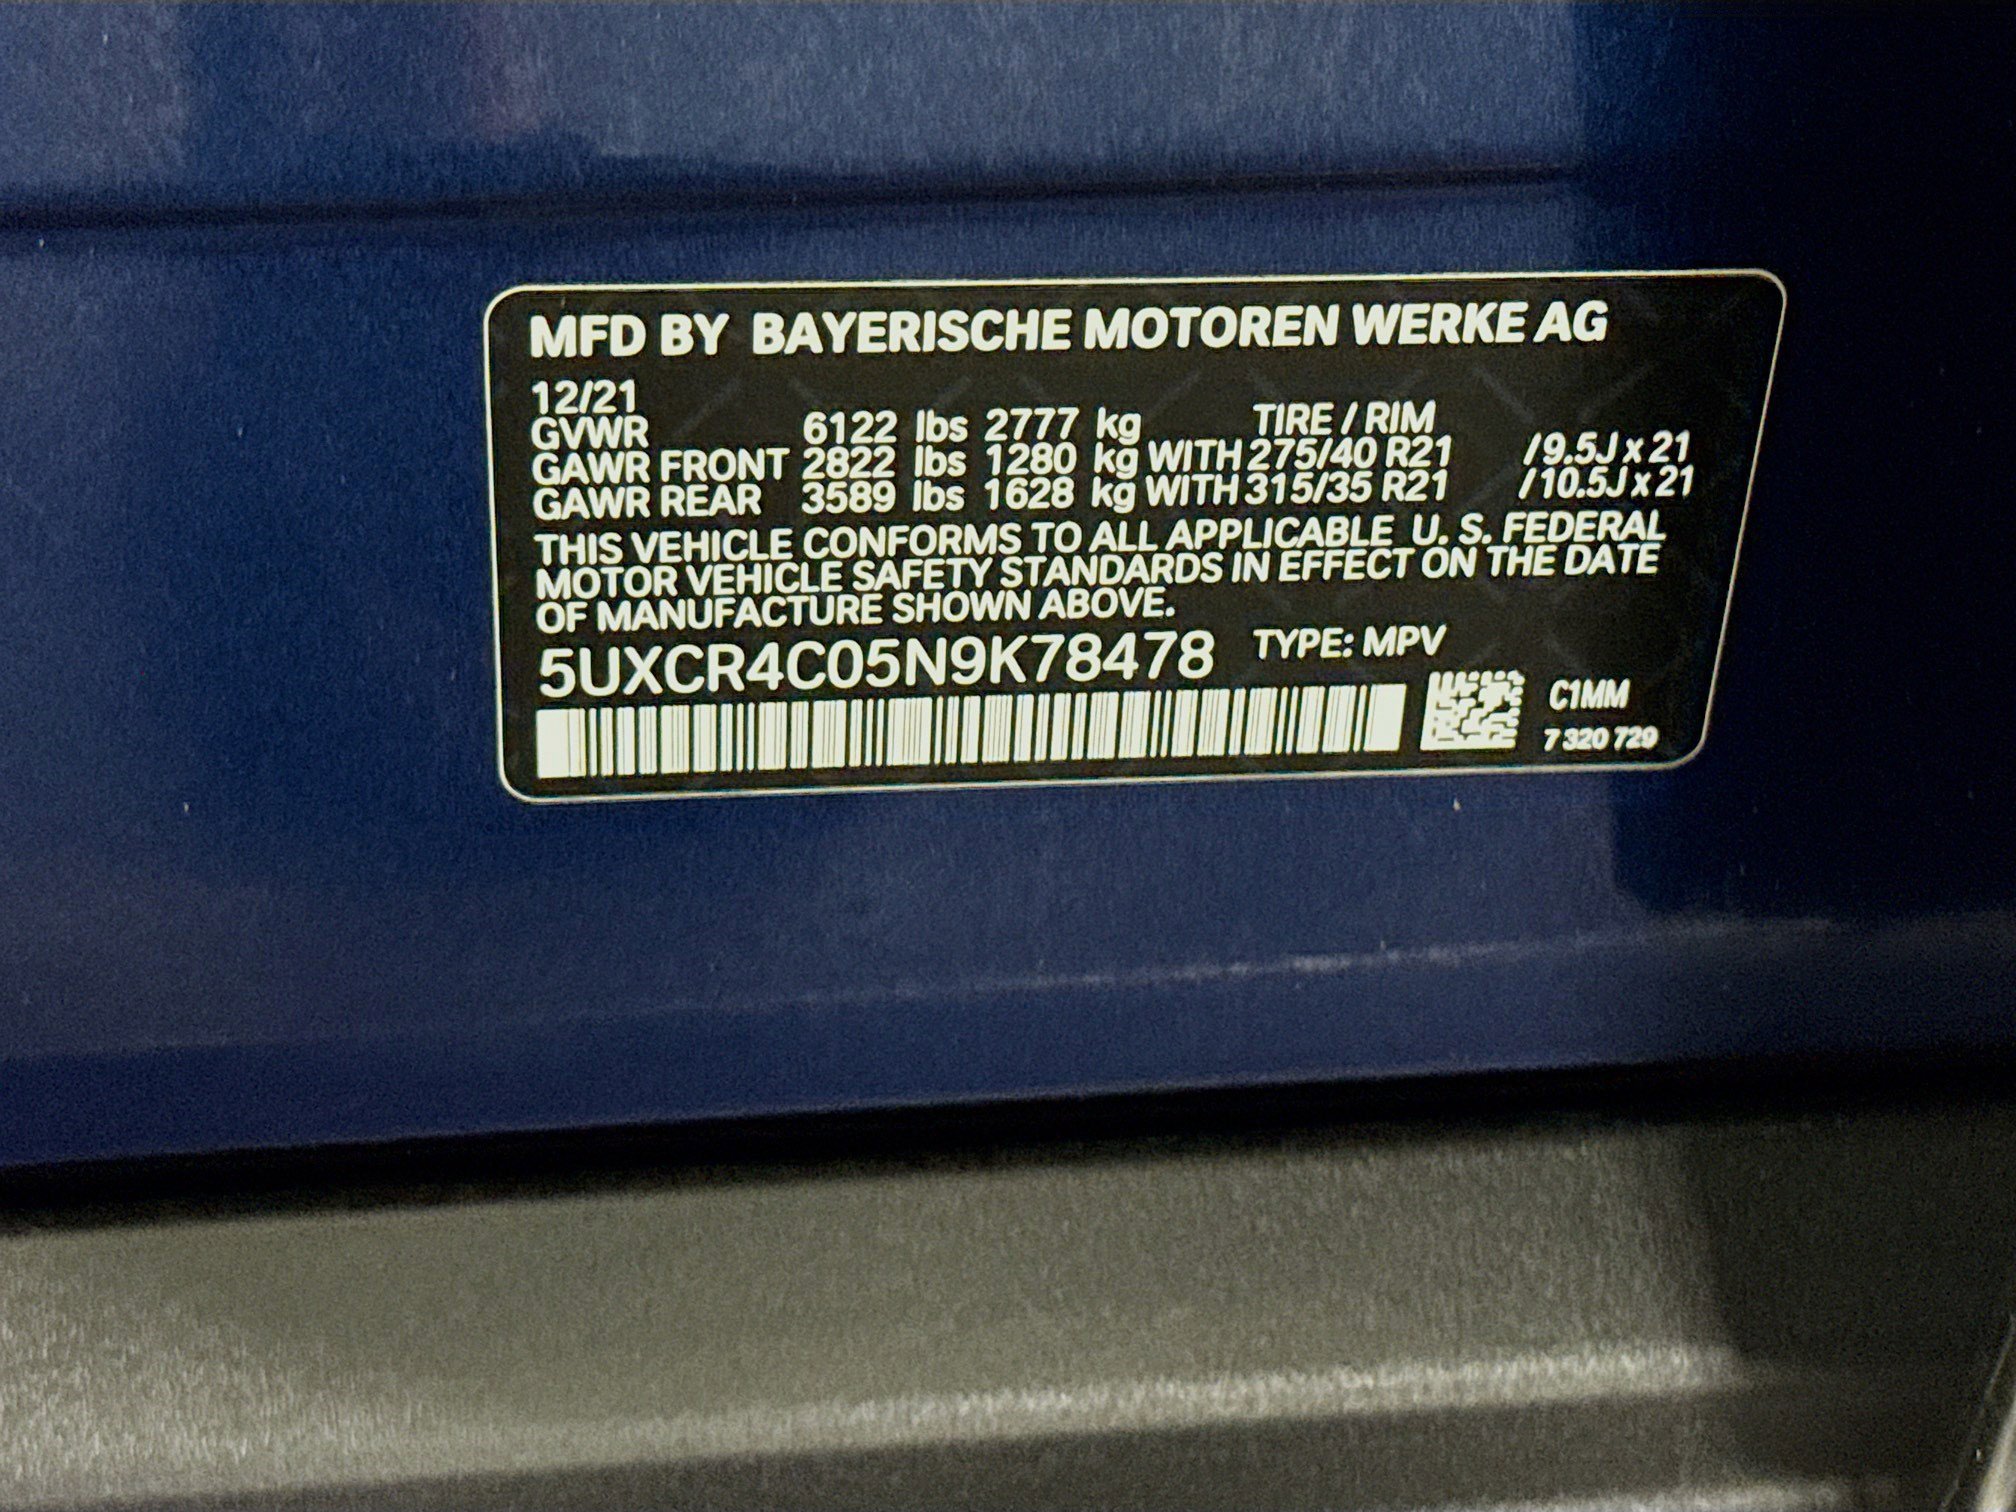 MFD BY BAYERISCHE MOTOREN WERKE AG
12/21
GVWR 6122 lbs 2777 kg TIRE / RIM
GAWR FRONT 2822 lbs 1280 kg WITH 275/40 R21 /9.5J x 21
GAWR REAR 3589 lbs 1628 kg WITH 315/35 R21 /10.5J x 21
THIS VEHICLE CONFORMS TO ALL APPLICABLE U. S. FEDERAL
MOTOR VEHICLE SAFETY STANDARDS IN EFFECT ON THE DATE
OF MANUFACTURE SHOWN ABOVE.
5UXCR4C05N9K78478 TYPE: MPV
C1MM
7 320 729